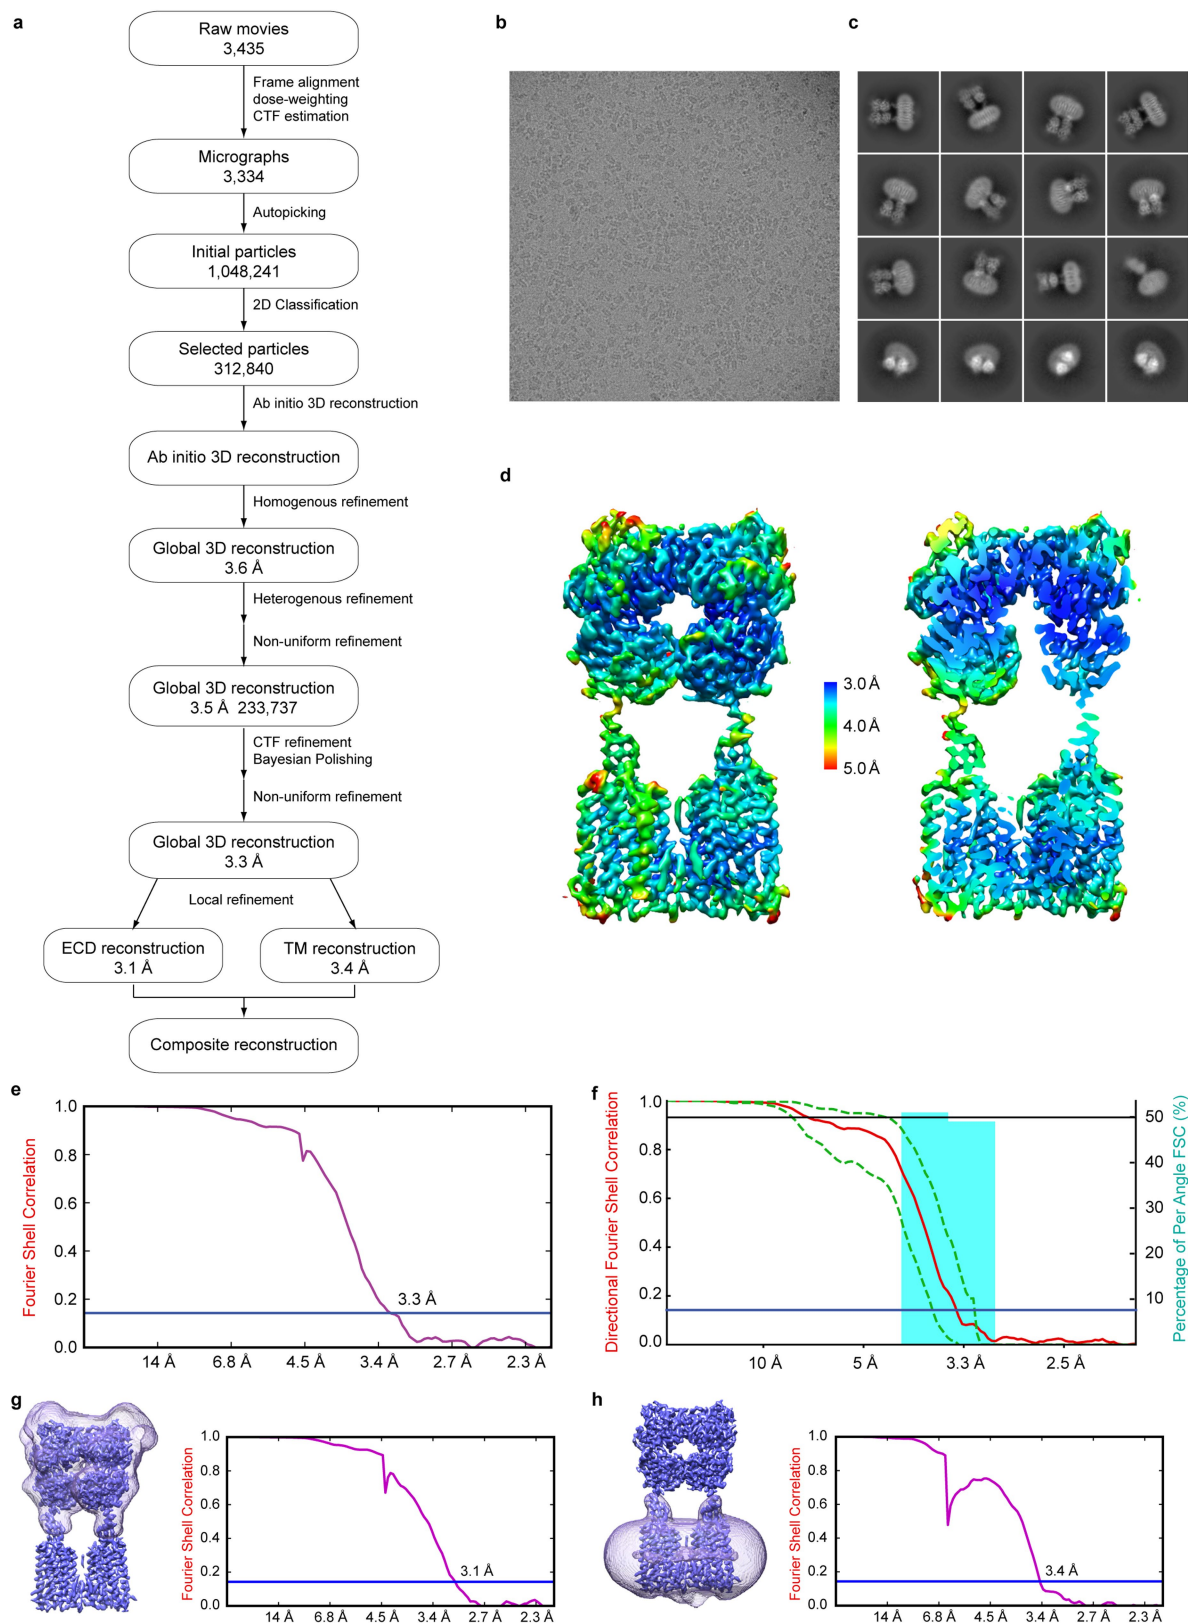 a
Raw movies
3,435
Frame alignment
dose-weighting
CTF estimation
Micrographs
3,334
Autopicking
Initial particles
1,048,241
2D Classification
Selected particles
312,840
Ab initio 3D reconstruction
Ab initio 3D reconstruction
Homogenous refinement
Global 3D reconstruction
3.6 Å
Heterogenous refinement
Non-uniform refinement
Global 3D reconstruction
3.5 Å 233,737
CTF refinement
Bayesian Polishing
Non-uniform refinement
Global 3D reconstruction
3.3 Å
Local refinement
ECD reconstruction
3.1 Å
TM reconstruction
3.4 Å
Composite reconstruction
b
c
d
3.0 Å
4.0 Å
5.0 Å
e
Fourier Shell Correlation
1.0
0.8
0.6
0.4
0.2
0.0
3.3 Å
14 Å 6.8 Å 4.5 Å 3.4 Å 2.7 Å 2.3 Å
f
Directional Fourier Shell Correlation
1.0
0.8
0.6
0.4
0.2
0.0
50
40
30
20
10
Percentage of Per Angle FSC (%)
10 Å 5 Å 3.3 Å 2.5 Å
g
Fourier Shell Correlation
1.0
0.8
0.6
0.4
0.2
0.0
3.1 Å
14 Å 6.8 Å 4.5 Å 3.4 Å 2.7 Å 2.3 Å
h
Fourier Shell Correlation
1.0
0.8
0.6
0.4
0.2
0.0
3.4 Å
14 Å 6.8 Å 4.5 Å 3.4 Å 2.7 Å 2.3 Å